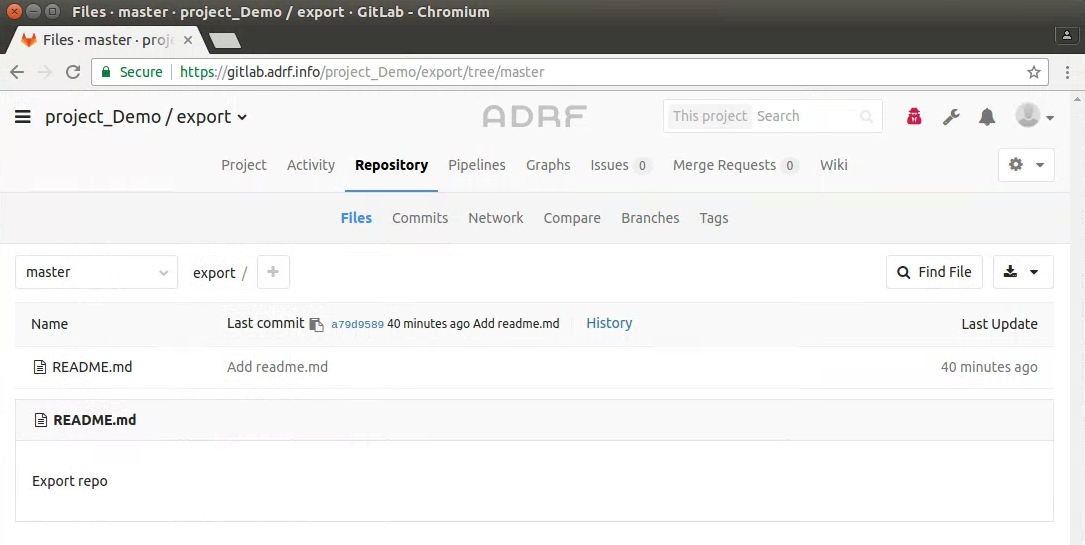 Files · master · project_Demo / export · GitLab - Chromium
Files · master · proj
Secure https://gitlab.adrf.info/project_Demo/export/tree/master
project_Demo / export ADRF This project Search
Project Activity Repository Pipelines Graphs Issues 0 Merge Requests 0 Wiki
Files Commits Network Compare Branches Tags
master export / + Find File
Name Last commit a79d9589 40 minutes ago Add readme.md History Last Update
README.md Add readme.md 40 minutes ago
README.md
Export repo